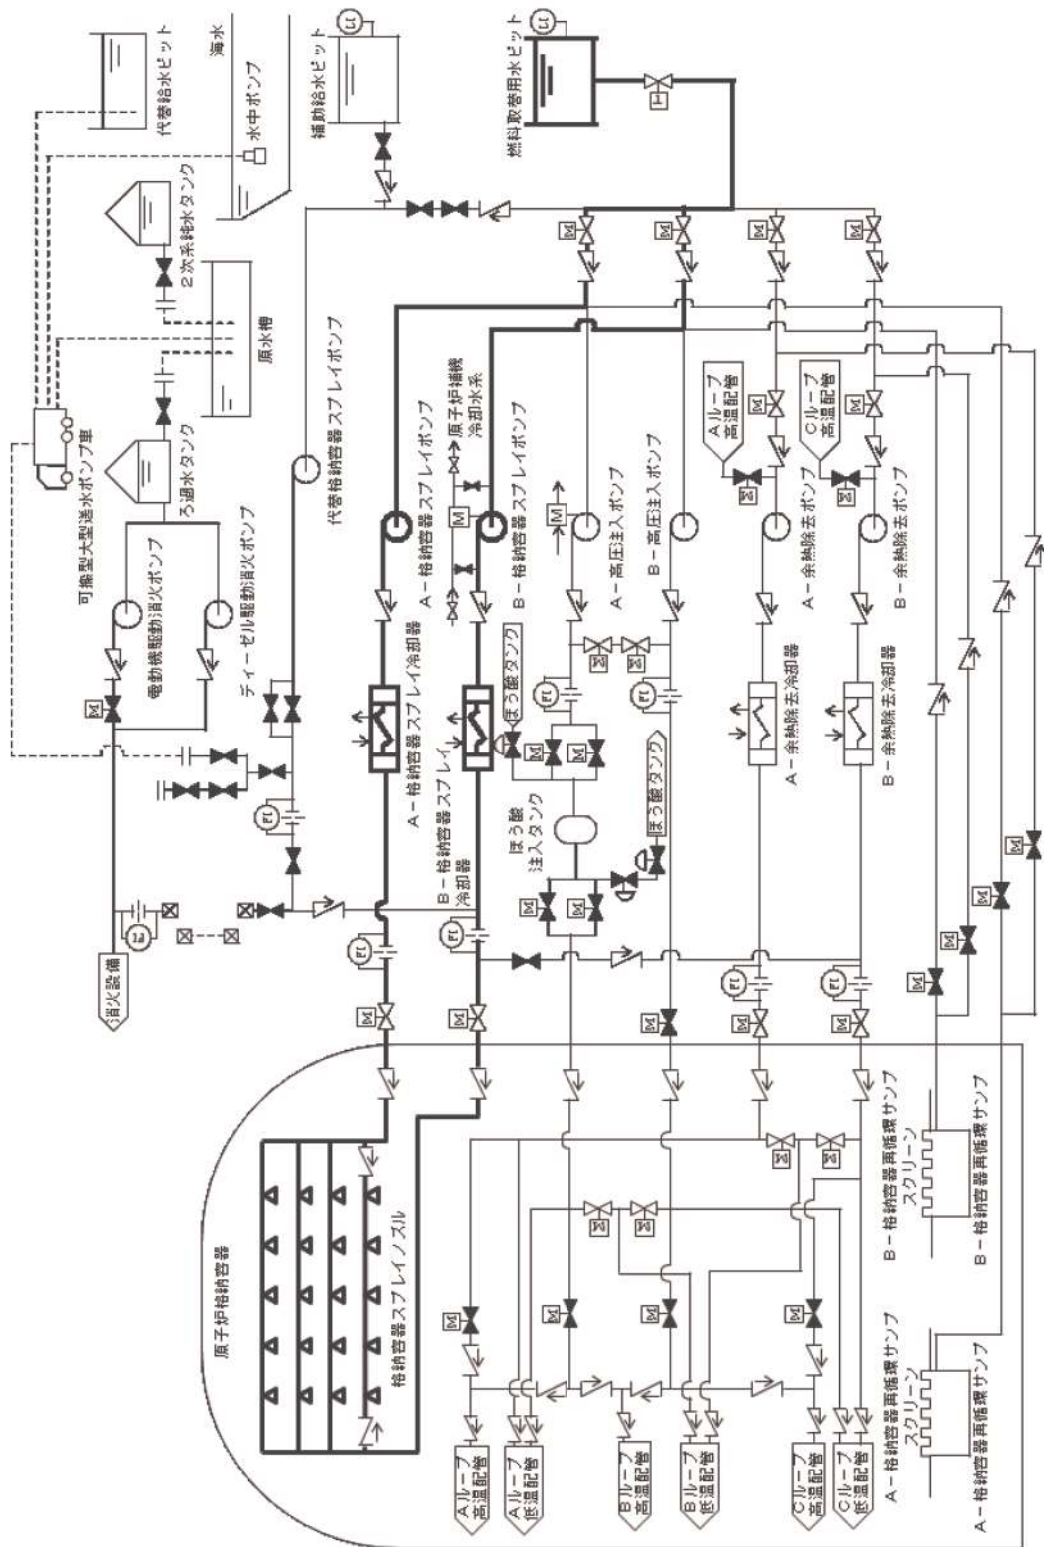 代替給水ピット
海水
水中ポンプ
2次系純水タンク
原水槽
補助給水ピット
燃料取替用水ピット
可搬型大型送水ポンプ車
ろ過水タンク
電動機駆動消火ポンプ
ディーゼル駆動消火ポンプ
代替格納容器スプレイポンプ
消火設備
A-格納容器スプレイポンプ
A-格納容器スプレイ冷却器
原子炉補機
冷却水系
B-格納容器スプレイポンプ
B-格納容器スプレイ
冷却器
A-高圧注入ポンプ
B-高圧注入ポンプ
ほう酸タンク
ほう酸
注入タンク
ほう酸タンク
Aループ
高温配管
Cループ
高温配管
A-余熱除去ポンプ
A-余熱除去冷却器
B-余熱除去ポンプ
B-余熱除去冷却器
原子炉格納容器
格納容器スプレイノズル
Aループ
高温配管
Aループ
低温配管
Bループ
高温配管
Bループ
低温配管
Cループ
高温配管
Cループ
低温配管
B-格納容器再循環サンプ
スクリーン
B-格納容器再循環サンプ
A-格納容器再循環サンプ
スクリーン
A-格納容器再循環サンプ